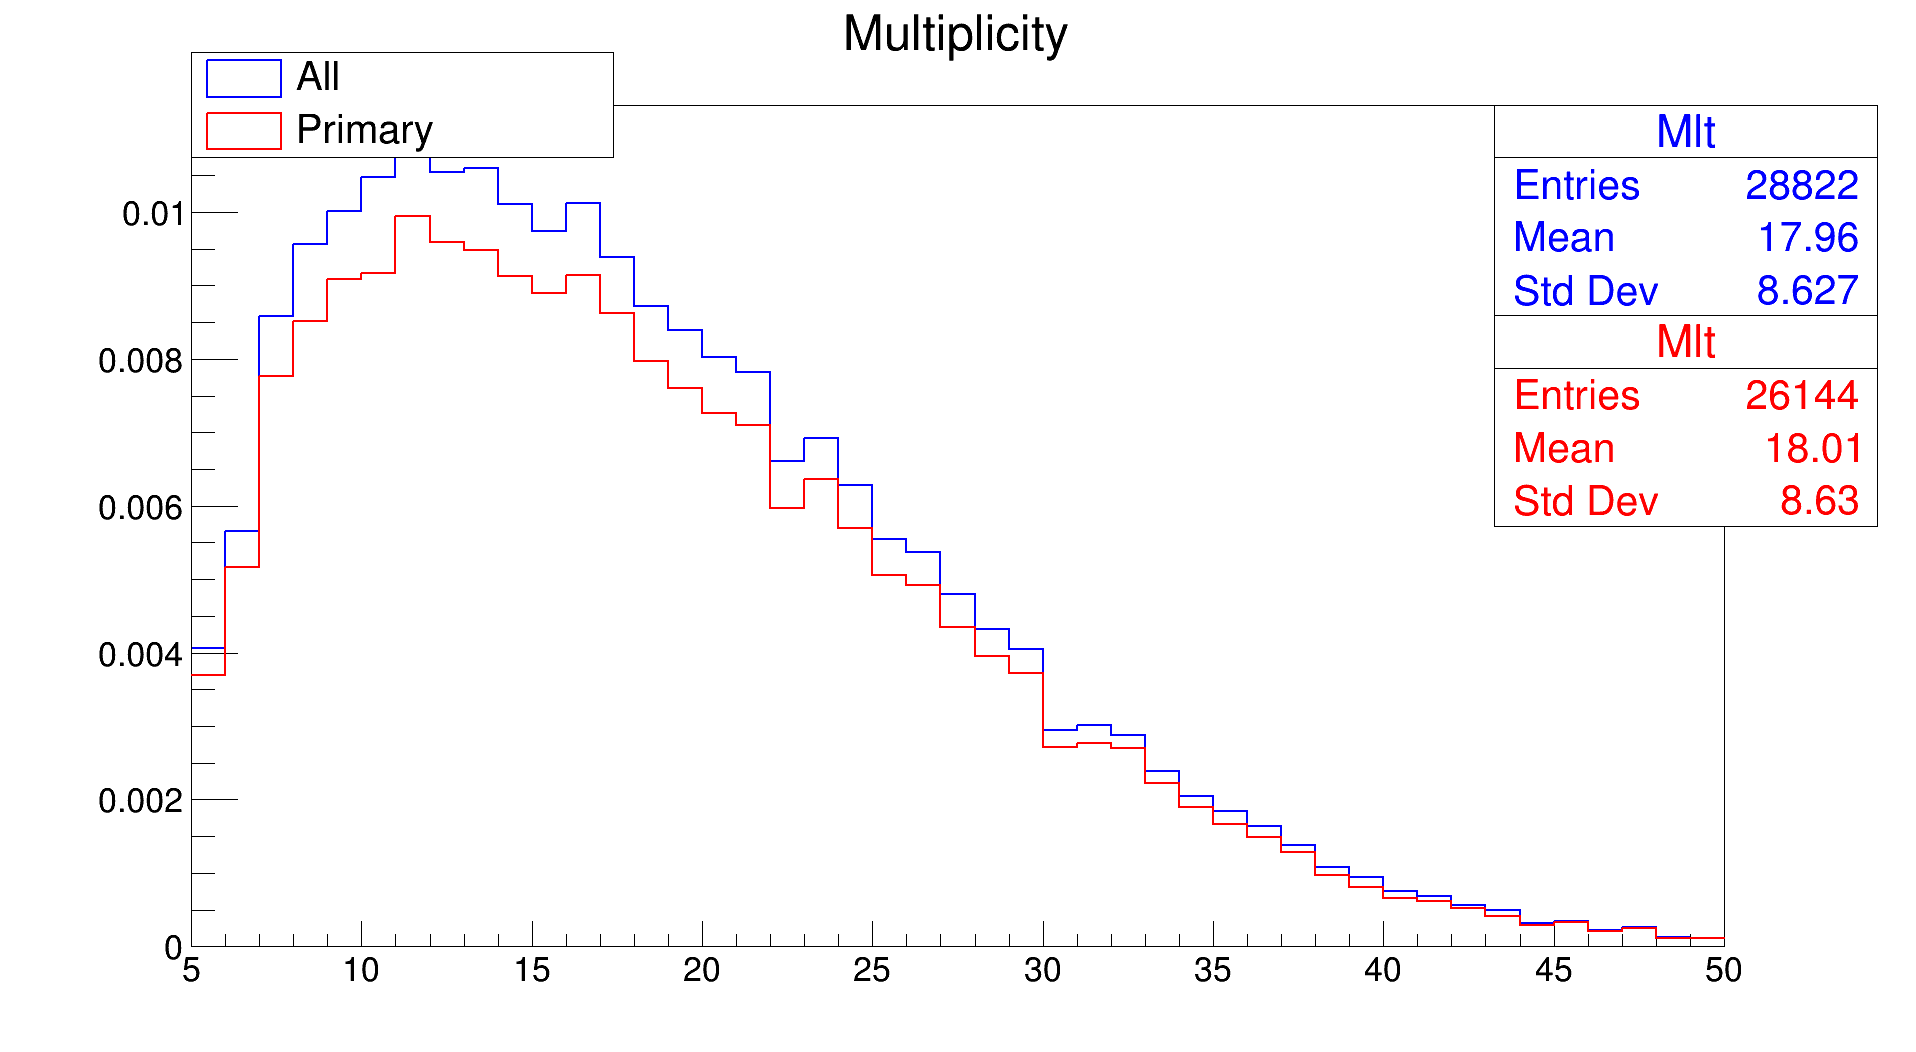 Multiplicity
All
Primary
Mlt
Entries 28822
Mean 17.96
Std Dev 8.627
Mlt
Entries 26144
Mean 18.01
Std Dev 8.63
0.01
0.008
0.006
0.004
0.002
0
5 10 15 20 25 30 35 40 45 50